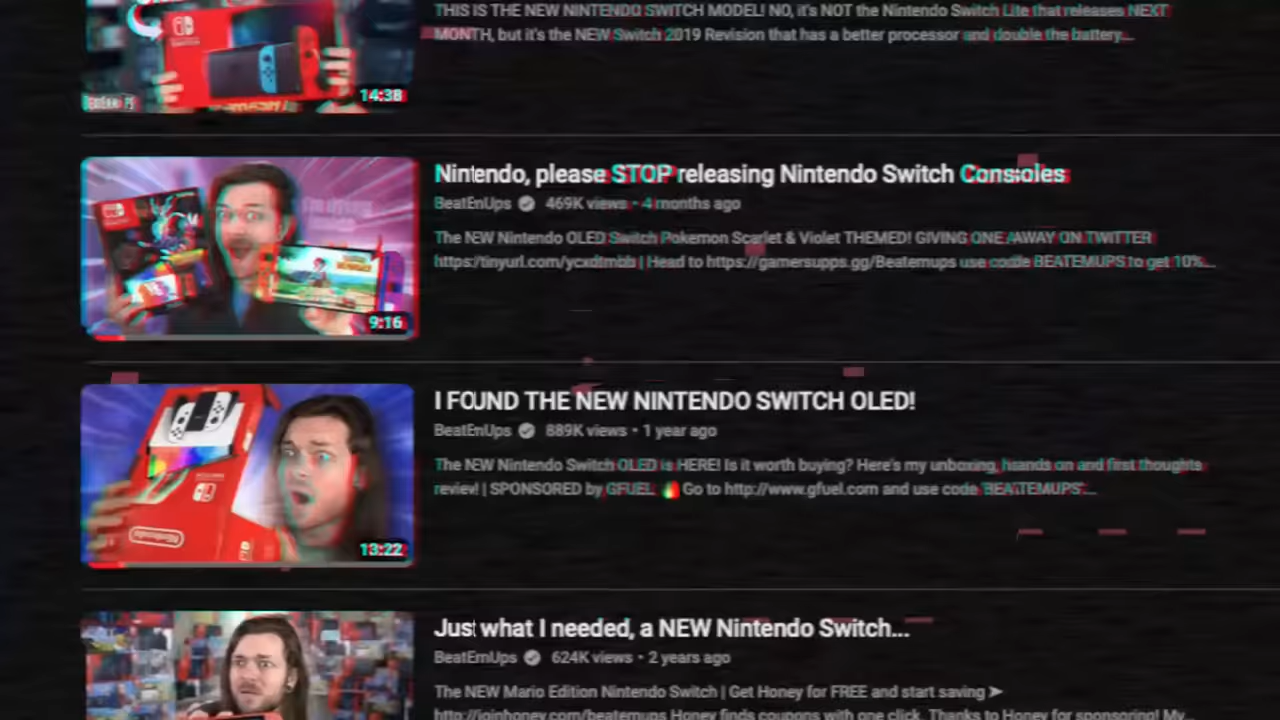 THIS IS THE NEW NINTENDO SWITCH MODEL! NO, it's NOT the Nintendo Switch Lite that releases NEXT
MONTH, but it's the NEW Switch 2019 Revision that has a better processor and double the battery...
14:38
Nintendo, please STOP releasing Nintendo Switch Consoles
BeatEmUps 469K views • 4 months ago
The NEW Nintendo OLED Switch Pokemon Scarlet & Violet THEMED! GIVING ONE AWAY ON TWITTER
https:/tinyurl.com/ | Head to https://gamersupps.gg/Beatemups use code BEATEMUPS to get 10%...
9:16
I FOUND THE NEW NINTENDO SWITCH OLED!
BeatEmUps 889K views • 1 year ago
The NEW Nintendo Switch OLED is HERE! Is it worth buying? Here's my unboxing, hands on and first thoughts
review! | SPONSORED by GFUEL Go to http://www.gfuel.com and use code 'BEATEMUPS'...
Nintendo
13:22
Just what I needed, a NEW Nintendo Switch...
BeatEmUps 624K views • 2 years ago
The NEW Mario Edition Nintendo Switch | Get Honey for FREE and start saving ➤
http://joinhoney.com/beatemups Honey finds coupons with one click. Thanks to Honey for sponsoring! My